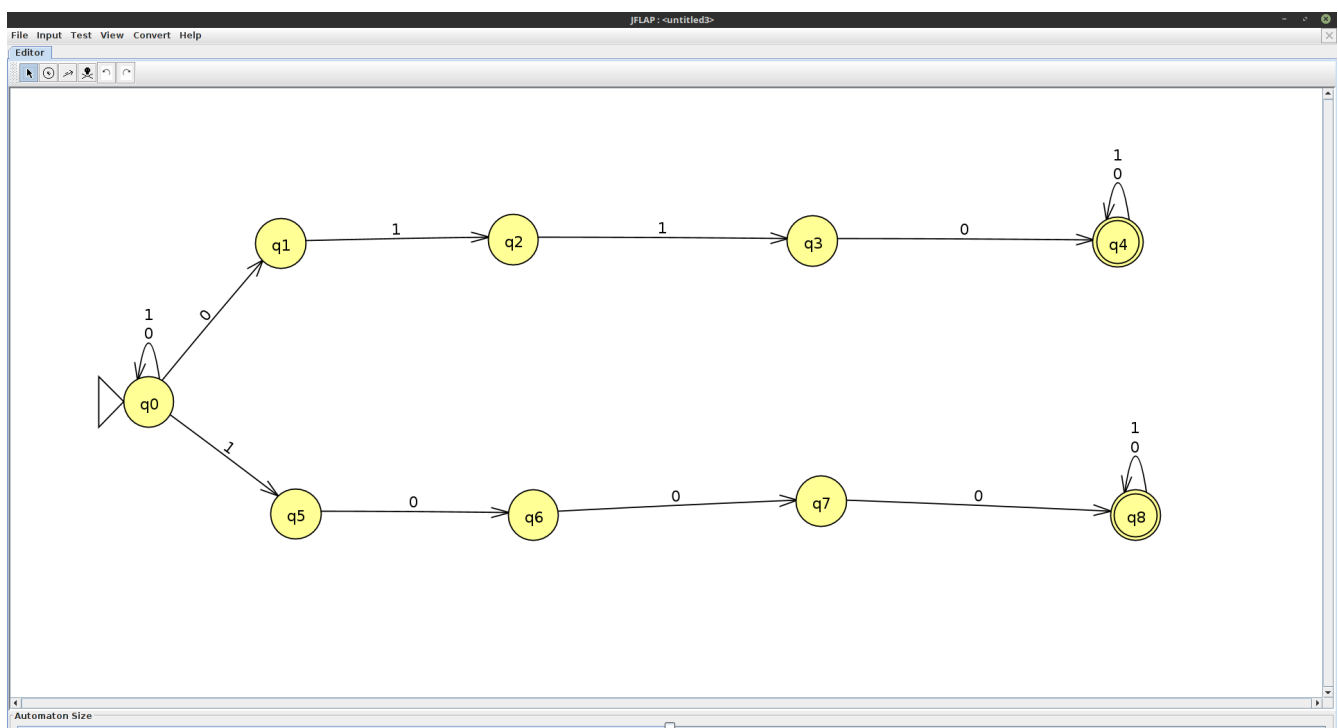 JFLAP : <untitled3>
File Input Test View Convert Help
Editor
1
0
q1
1
q2
1
q3
0
q4
1
0
0
q0
1
1
0
q5
0
q6
0
q7
0
q8
Automaton Size